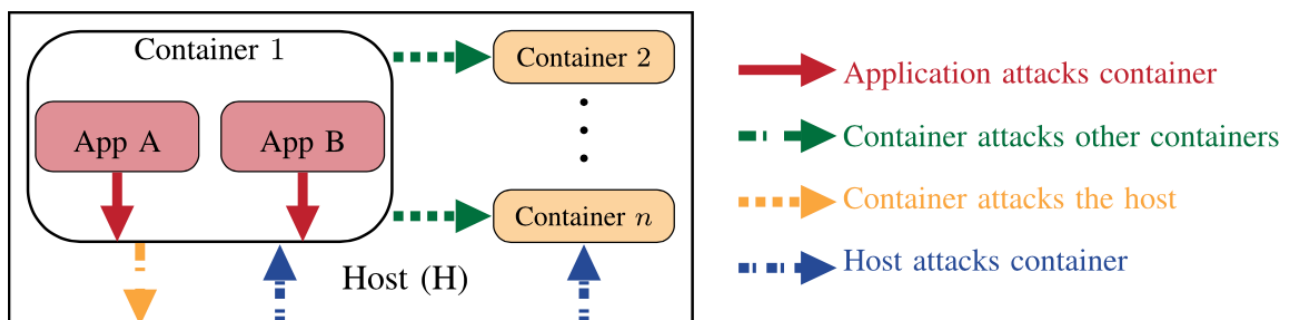 Container 1
App A
App B
Container 2
Container n
Host (H)
Application attacks container
Container attacks other containers
Container attacks the host
Host attacks container